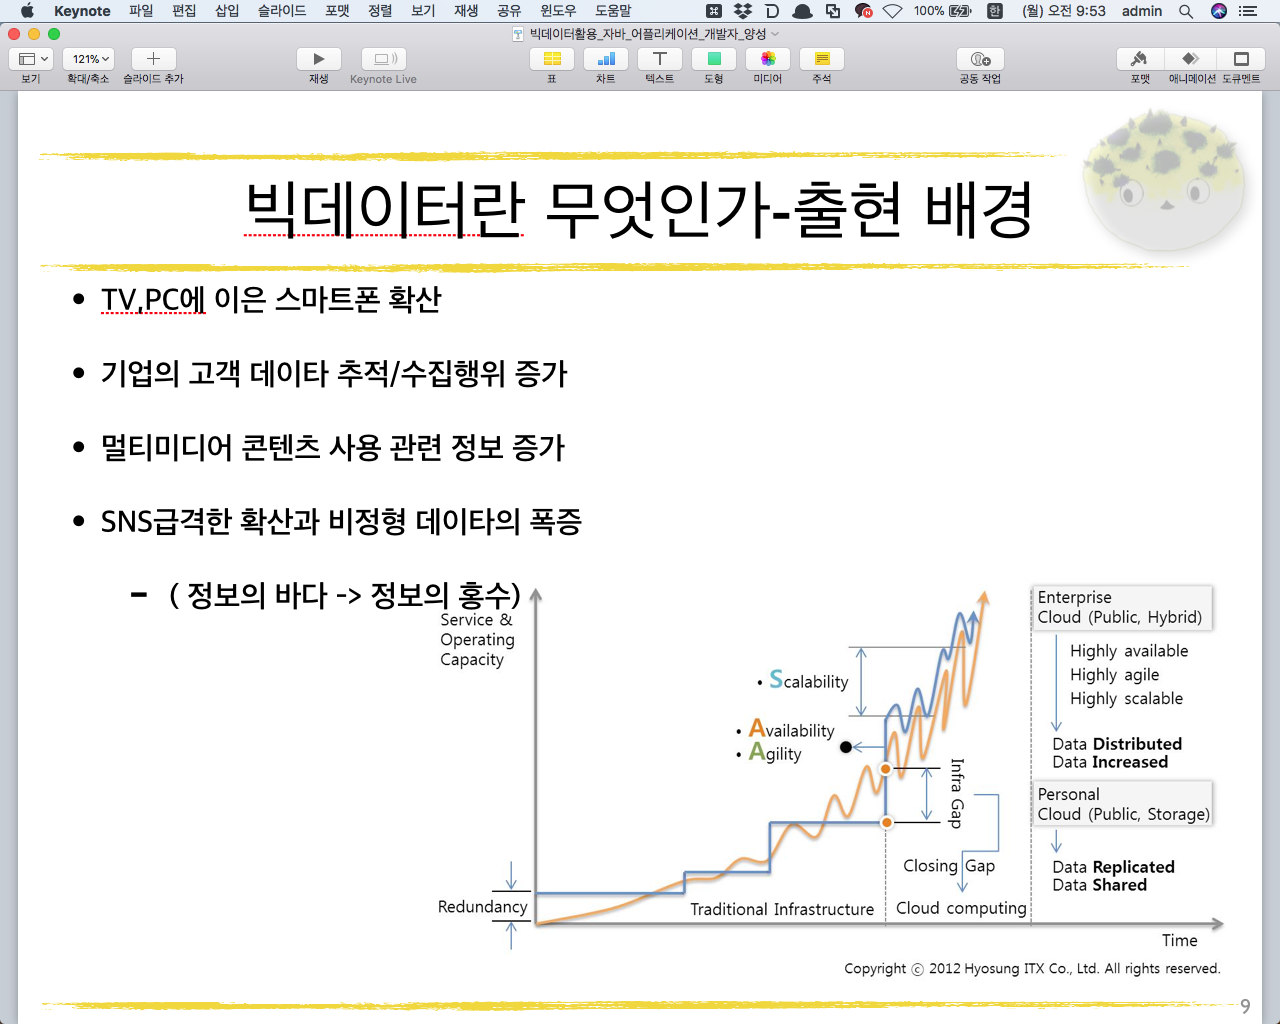 Keynote 파일 편집 삽입 슬라이드 포맷 정렬 보기 재생 공유 윈도우 도움말 100% 한 (월) 오전 9:53 admin
빅데이터활용_자바_어플리케이션_개발자_양성
121%
보기 확대/축소 슬라이드 추가 재생 Keynote Live 표 차트 텍스트 도형 미디어 주석 공동 작업 포맷 애니메이션 도큐멘트
빅데이터란 무엇인가-출현 배경
• TV,PC에 이은 스마트폰 확산
• 기업의 고객 데이타 추적/수집행위 증가
• 멀티미디어 콘텐츠 사용 관련 정보 증가
• SNS급격한 확산과 비정형 데이타의 폭증
- ( 정보의 바다 -> 정보의 홍수)
Service &
Operating
Capacity
• Scalability
• Availability
• Agility
Infra Gap
Closing Gap
Redundancy
Traditional Infrastructure
Cloud computing
Time
Enterprise
Cloud (Public, Hybrid)
Highly available
Highly agile
Highly scalable
Data Distributed
Data Increased
Personal
Cloud (Public, Storage)
Data Replicated
Data Shared
Copyright ⓒ 2012 Hyosung ITX Co., Ltd. All rights reserved.
9